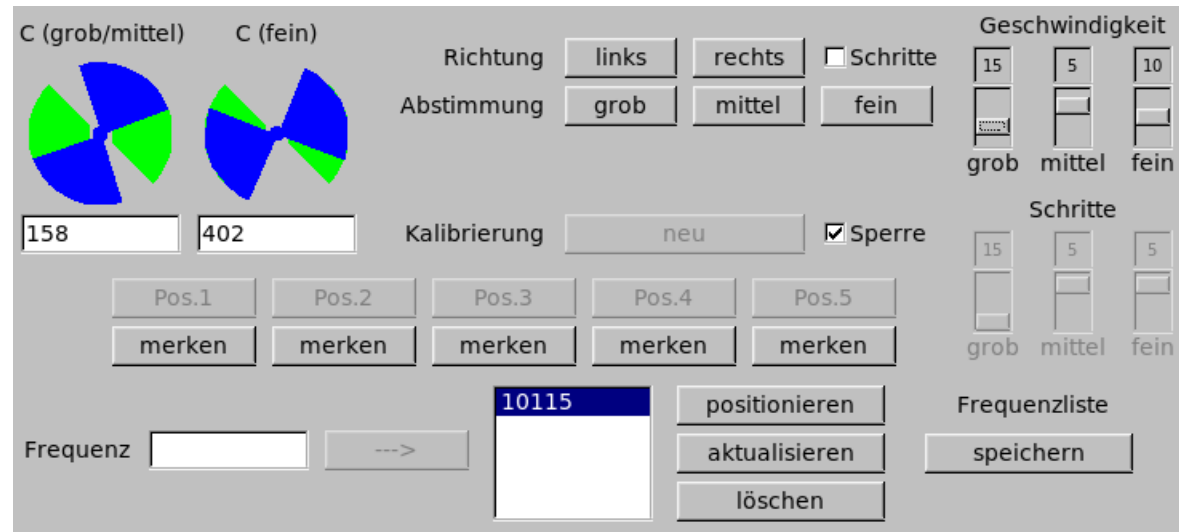 C (grob/mittel) C (fein)
158 402
Richtung links rechts Schritte
Abstimmung grob mittel fein
Kalibrierung neu Sperre
Geschwindigkeit
15 5 10
grob mittel fein
Schritte
15 5 5
grob mittel fein
Pos.1 Pos.2 Pos.3 Pos.4 Pos.5
merken merken merken merken merken
Frequenz --->
10115
positionieren
aktualisieren
löschen
Frequenzliste
speichern